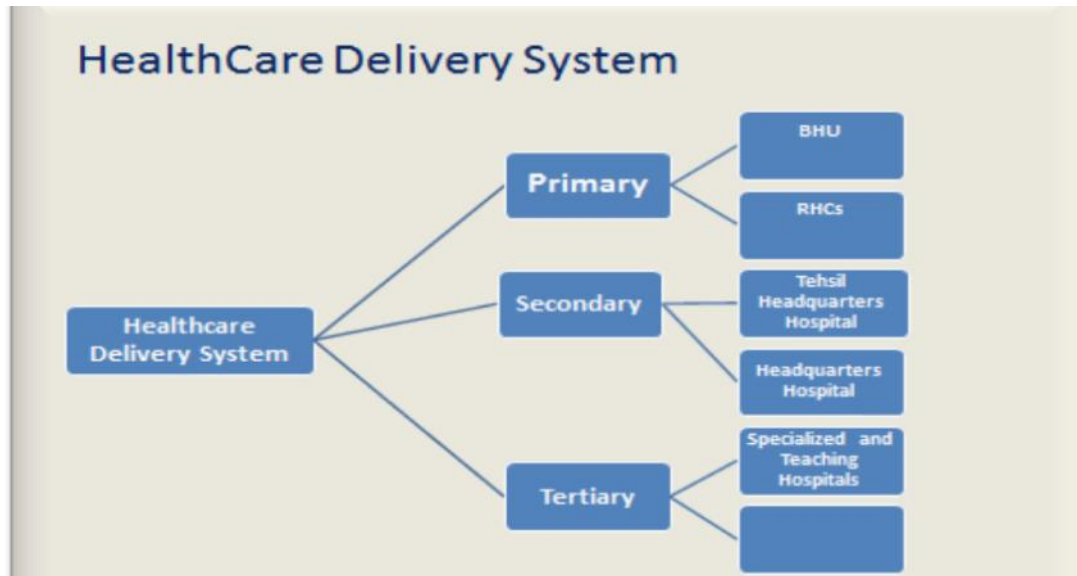 HealthCare Delivery System
BHU
Primary
RHCs
Tehsil
Headquarters
Hospital
Secondary
Healthcare
Delivery System
Headquarters
Hospital
Specialized and
Teaching
Hospitals
Tertiary